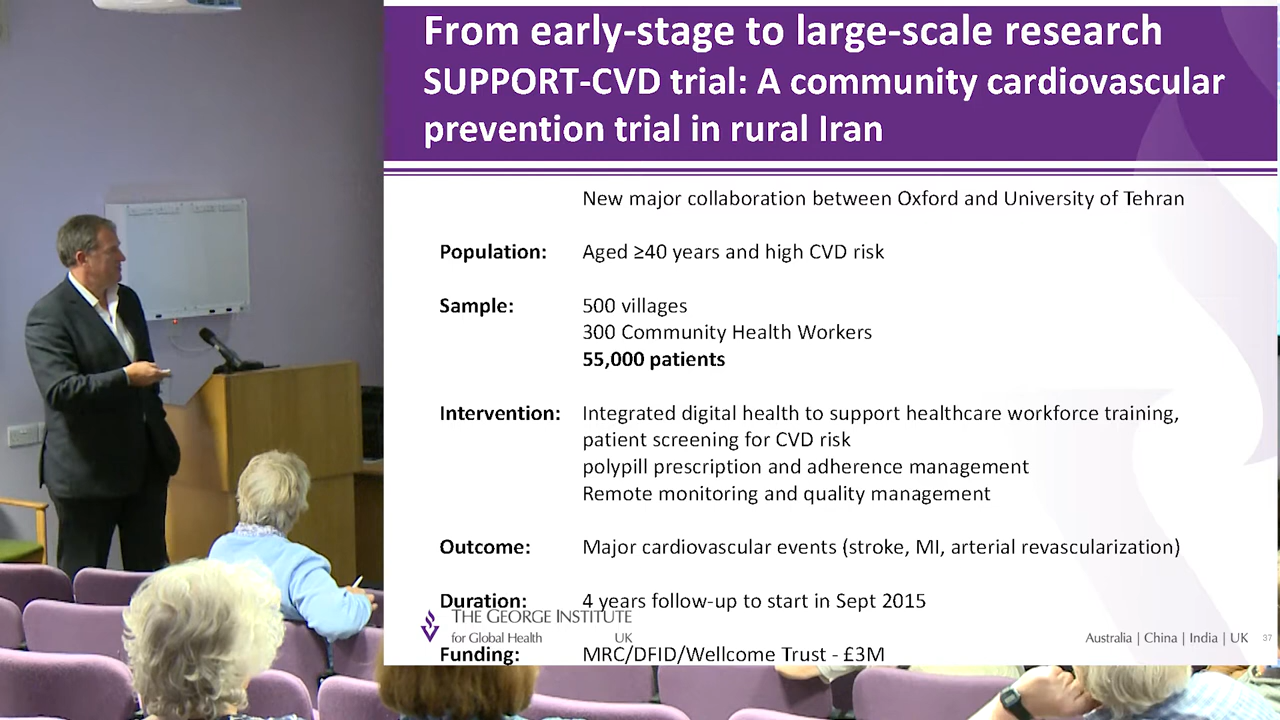 From early-stage to large-scale research
SUPPORT-CVD trial: A community cardiovascular
prevention trial in rural Iran
New major collaboration between Oxford and University of Tehran
Population: Aged ≥40 years and high CVD risk
Sample: 500 villages
300 Community Health Workers
55,000 patients
Intervention: Integrated digital health to support healthcare workforce training,
patient screening for CVD risk
polypill prescription and adherence management
Remote monitoring and quality management
Outcome: Major cardiovascular events (stroke, MI, arterial revascularization)
Duration: 4 years follow-up to start in Sept 2015
THE GEORGE INSTITUTE
for Global Health UK
Australia | China | India | UK 37
Funding: MRC/DFID/Wellcome Trust - £3M